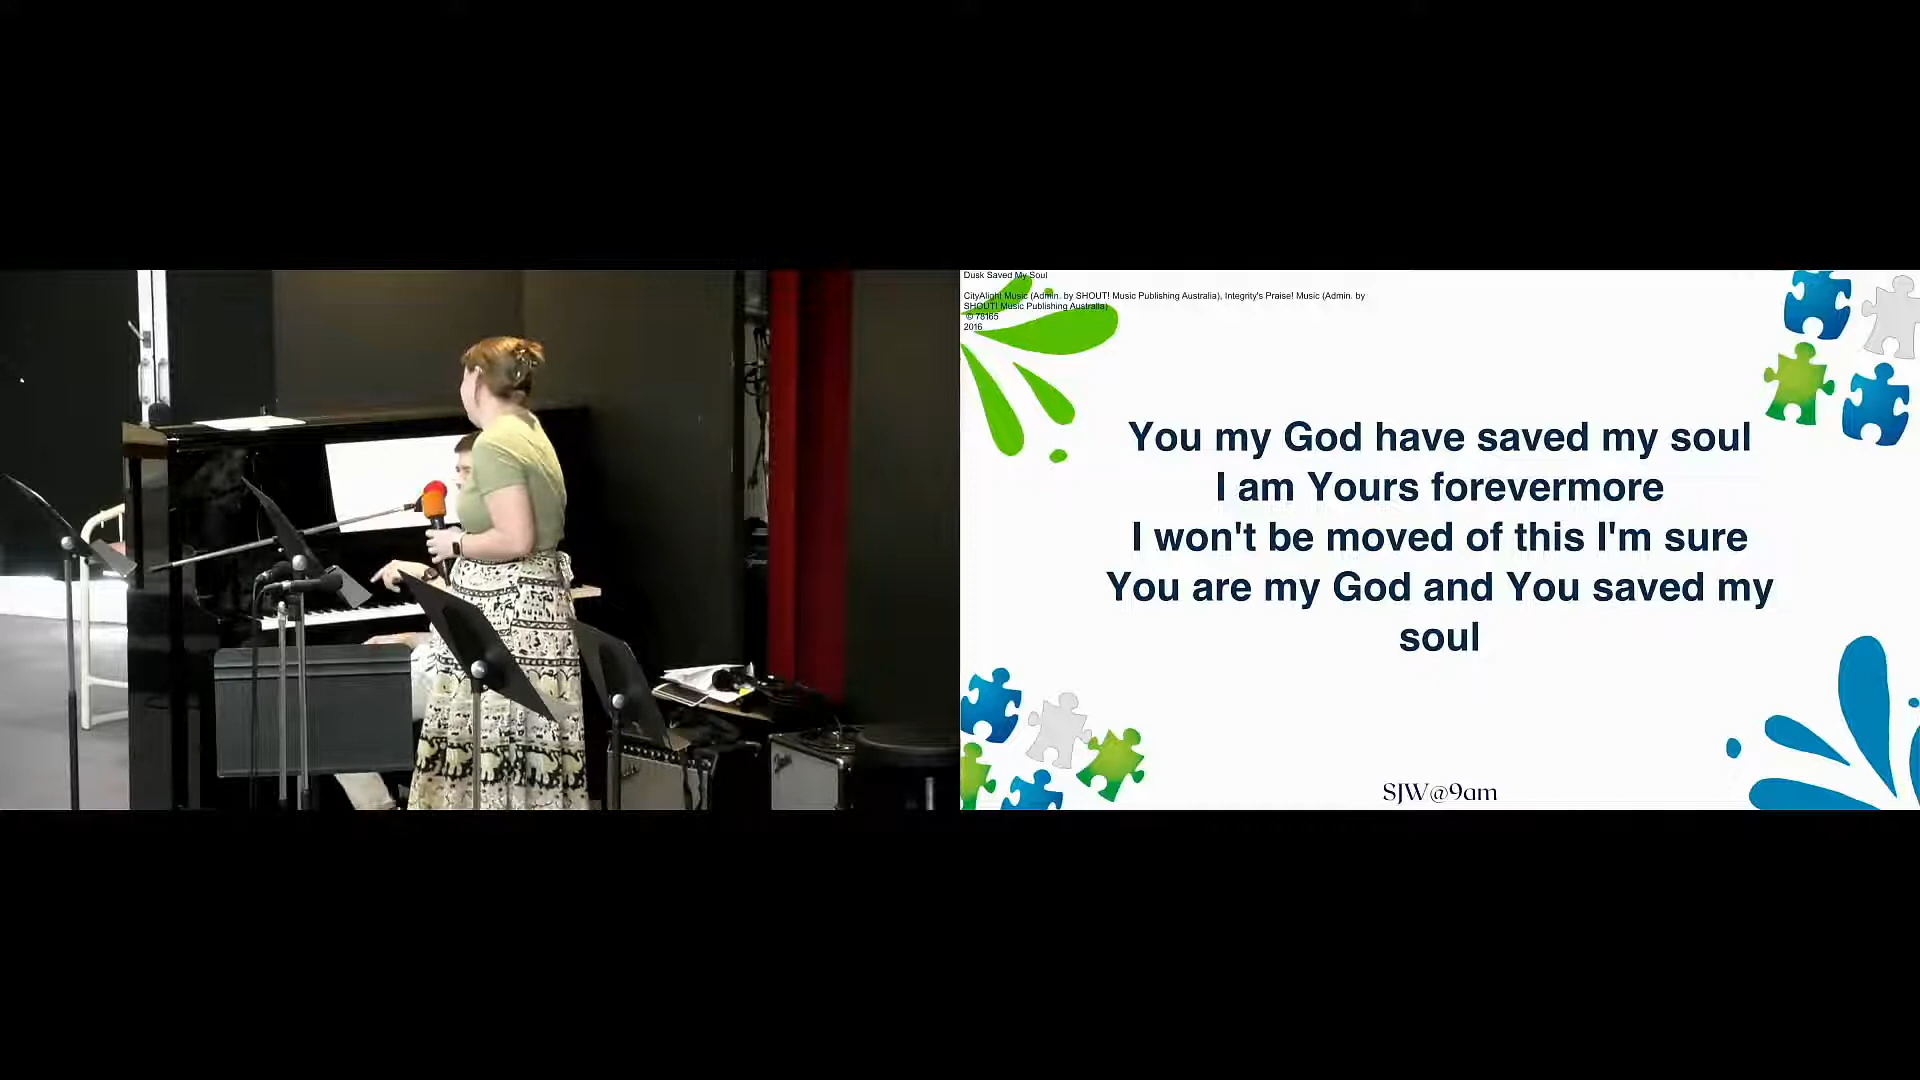 Dusk Saved My Soul
CityAlight Music (Admin. by SHOUT! Music Publishing Australia), Integrity's Praise! Music (Admin. by
SHOUT! Music Publishing Australia)
© 78165
2016
You my God have saved my soul
I am Yours forevermore
I won't be moved of this I'm sure
You are my God and You saved my
soul
SJW@9am